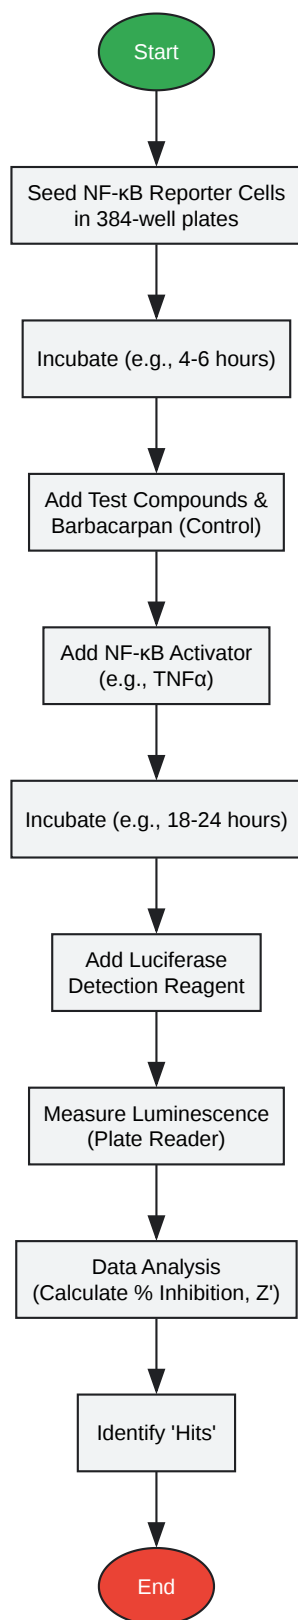 Start
Seed NF-κB Reporter Cells
in 384-well plates
Incubate (e.g., 4-6 hours)
Add Test Compounds &
Barbacarpan (Control)
Add NF-κB Activator
(e.g., TNFα)
Incubate (e.g., 18-24 hours)
Add Luciferase
Detection Reagent
Measure Luminescence
(Plate Reader)
Data Analysis
(Calculate % Inhibition, Z')
Identify 'Hits'
End